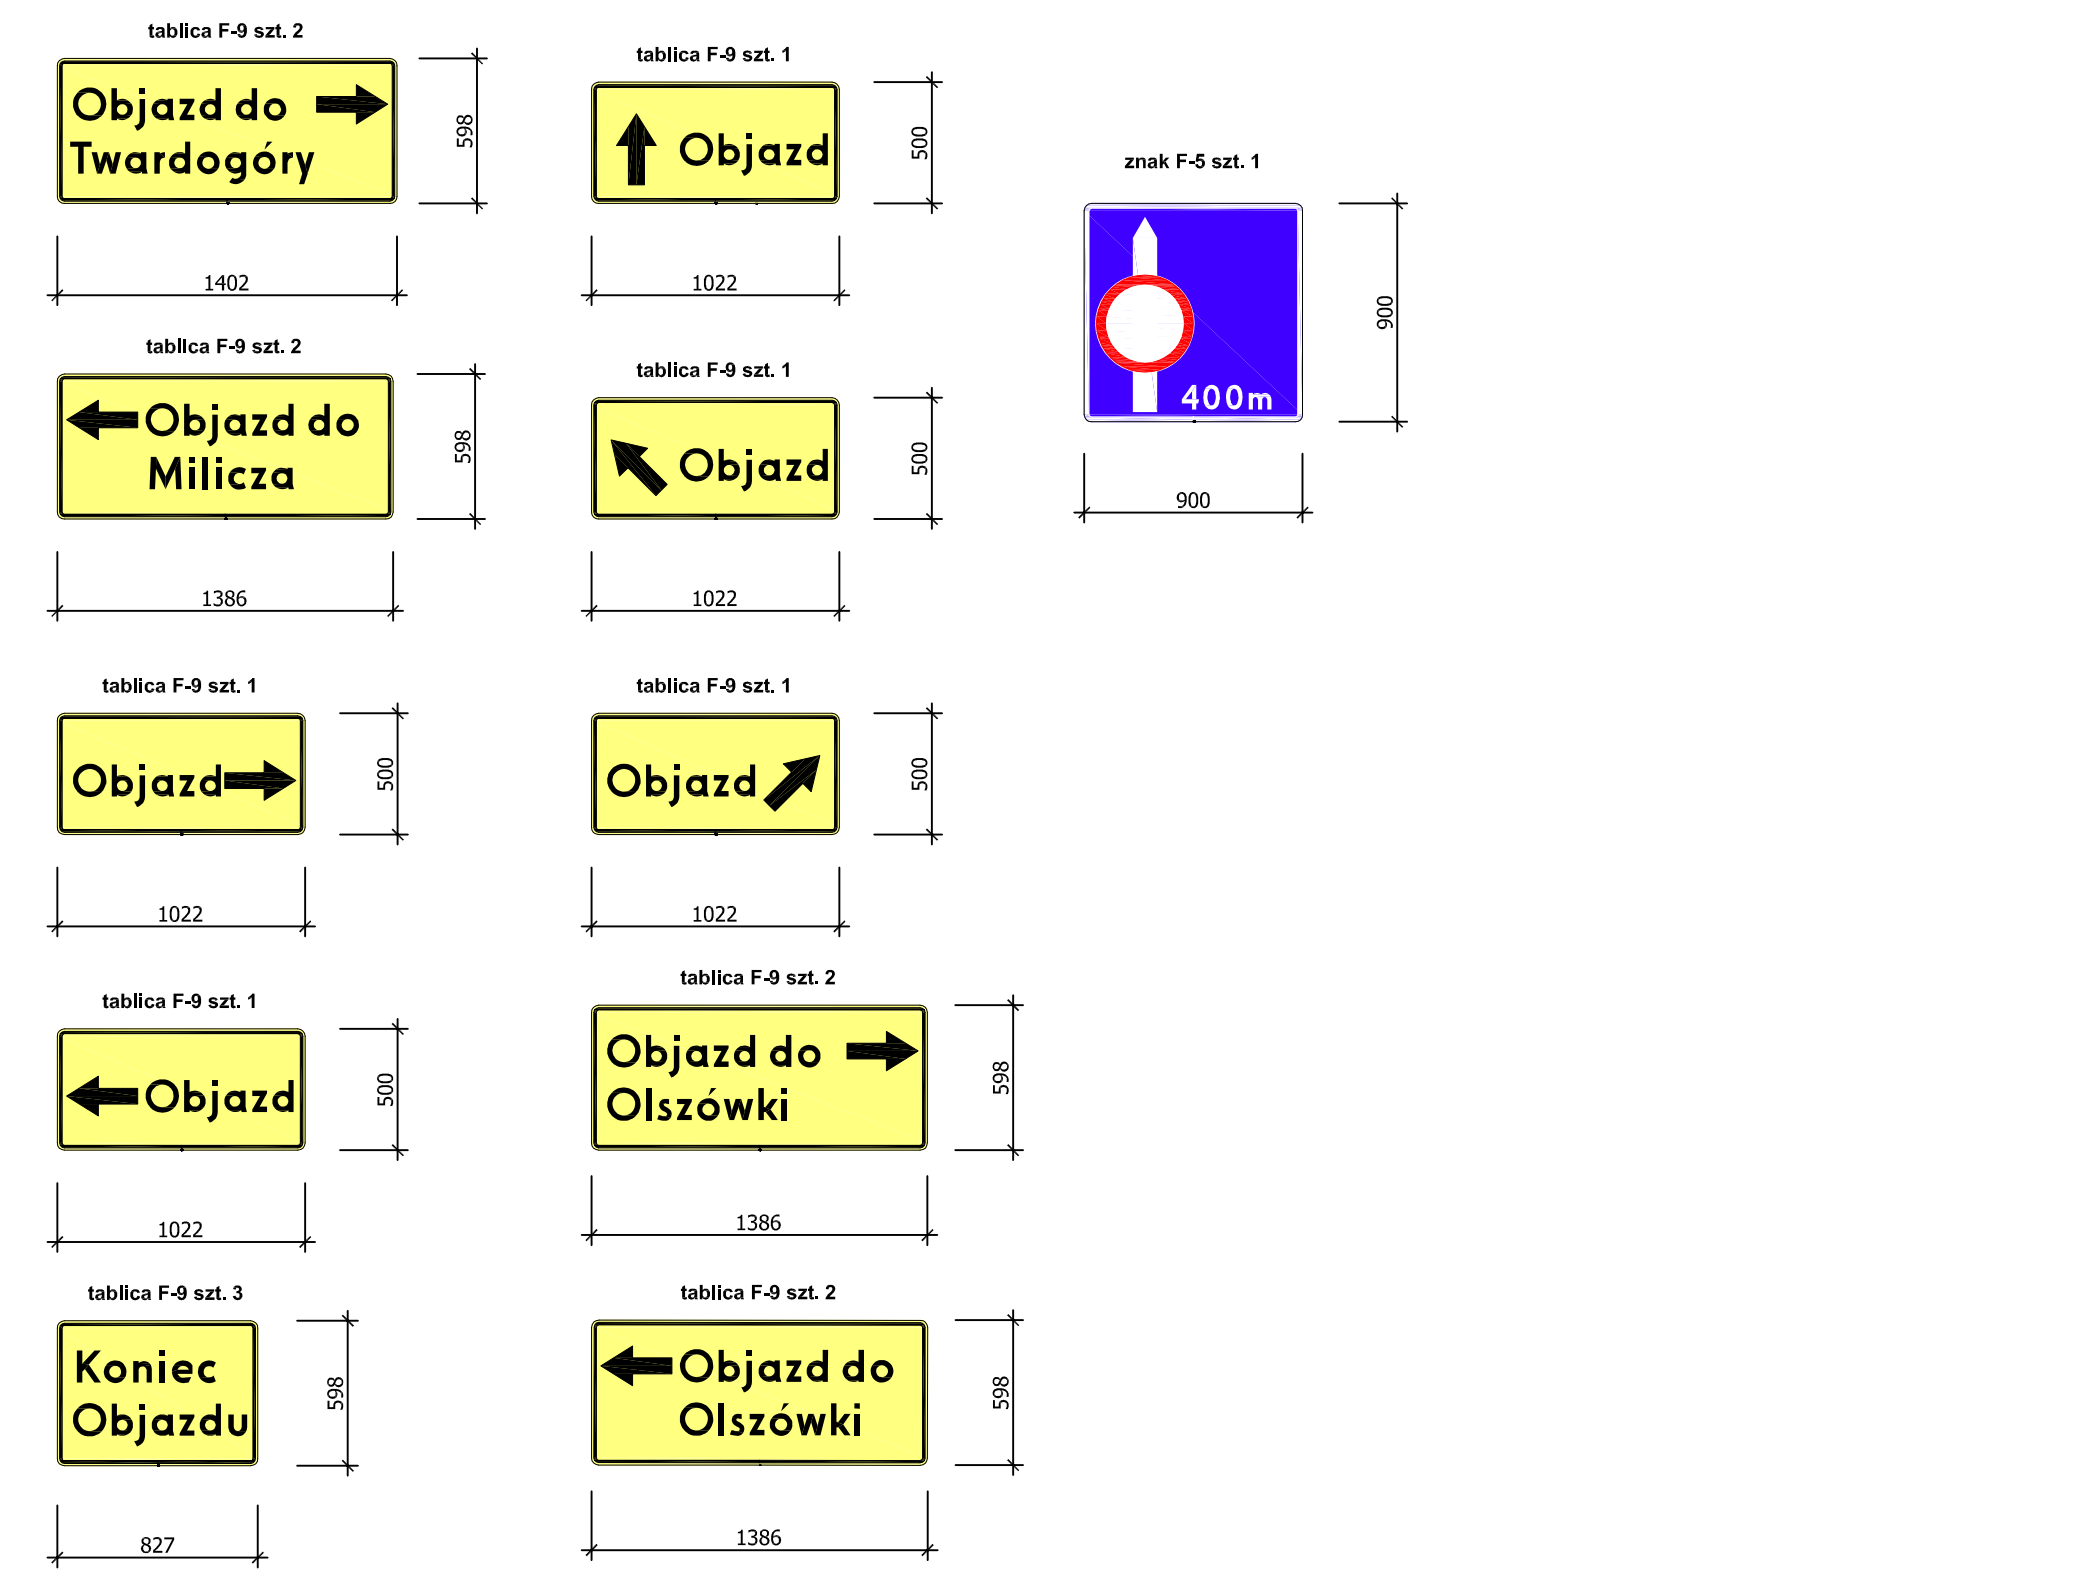 tablica F-9 szt. 2
Objazd do
Twardogóry
598
1402
tablica F-9 szt. 2
Objazd do
Milicza
598
1386
tablica F-9 szt. 1
Objazd
500
1022
tablica F-9 szt. 1
Objazd
500
1022
tablica F-9 szt. 3
Koniec
Objazdu
598
827
tablica F-9 szt. 1
Objazd
500
1022
tablica F-9 szt. 1
Objazd
500
1022
tablica F-9 szt. 1
Objazd
500
1022
tablica F-9 szt. 2
Objazd do
Olszówki
598
1386
tablica F-9 szt. 2
Objazd do
Olszówki
598
1386
znak F-5 szt. 1
400m
900
900